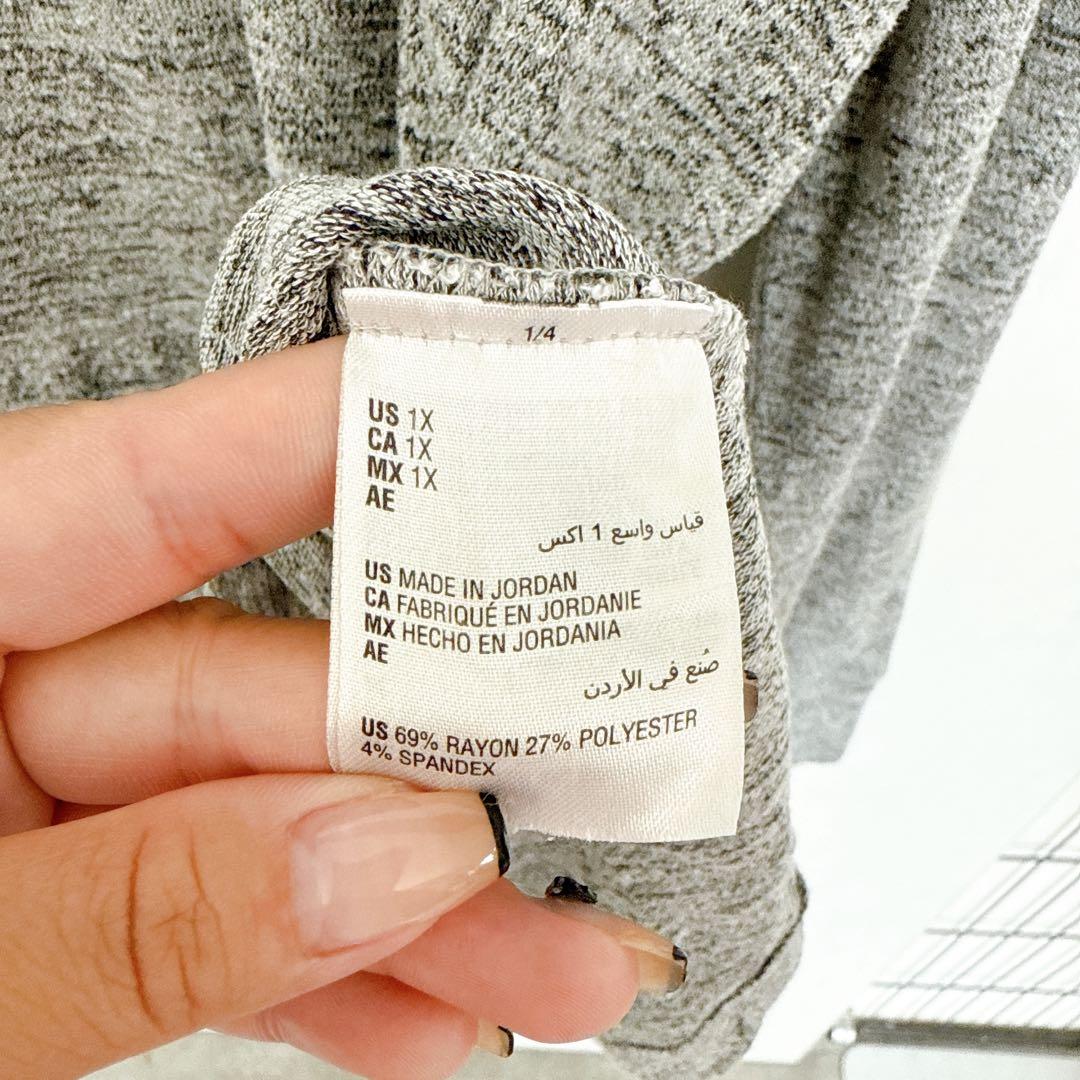 1/4
US 1X
CA 1X
MX 1X
AE
قياس واسع 1 اكس
US MADE IN JORDAN
CA FABRIQUÉ EN JORDANIE
MX HECHO EN JORDANIA
AE
صُنع في الأردن
US 69% RAYON 27% POLYESTER
4% SPANDEX